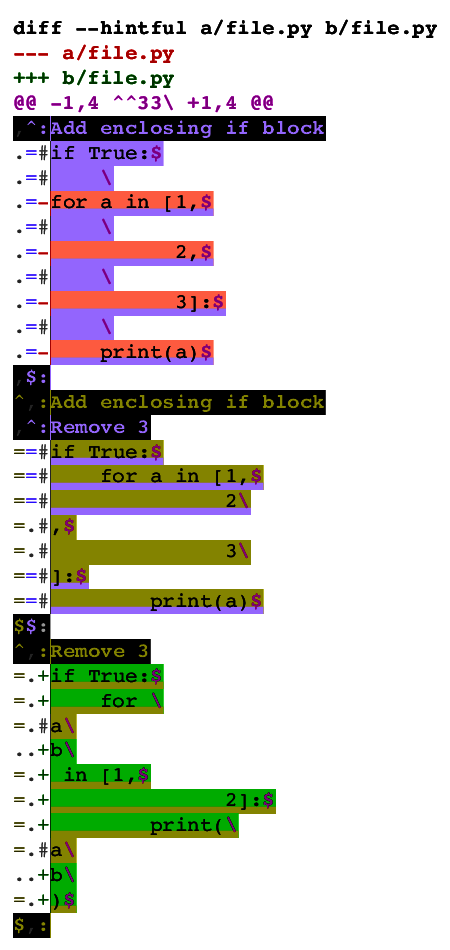 diff --hintful a/file.py b/file.py
--- a/file.py
+++ b/file.py
@@ -1,4 ^^33\ +1,4 @@
,^:Add enclosing if block
.=#if True:$
.=#    \
.=-for a in [1,$
.=#    \
.=-          2,$
.=#    \
.=-          3]:$
.=#    \
.=-    print(a)$
,$:
^,:Add enclosing if block
,^:Remove 3
==#if True:$
==#    for a in [1,$
==#              2\
=.#,$
=.#              3\
==#]:$
==#        print(a)$
$$:
^,:Remove 3
=.+if True:$
=.+    for \
=.#a\
..+b\
=.+ in [1,$
=.+              2]:$
=.+        print(\
=.#a\
..+b\
=.+)$
$,: